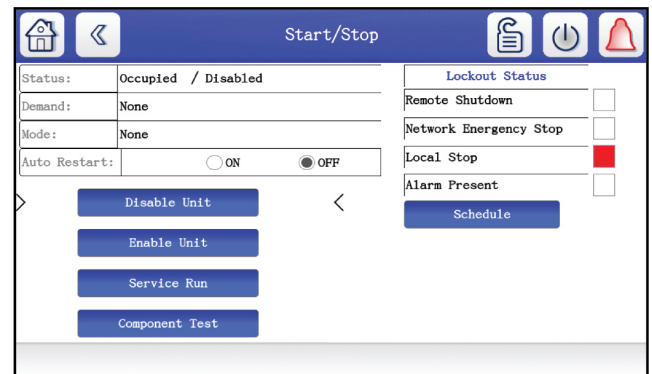 Start/Stop
Status: Occupied / Disabled
Demand: None
Mode: None
Auto Restart: ON OFF
Disable Unit
Enable Unit
Service Run
Component Test
Lockout Status
Remote Shutdown
Network Energy Stop
Local Stop
Alarm Present
Schedule